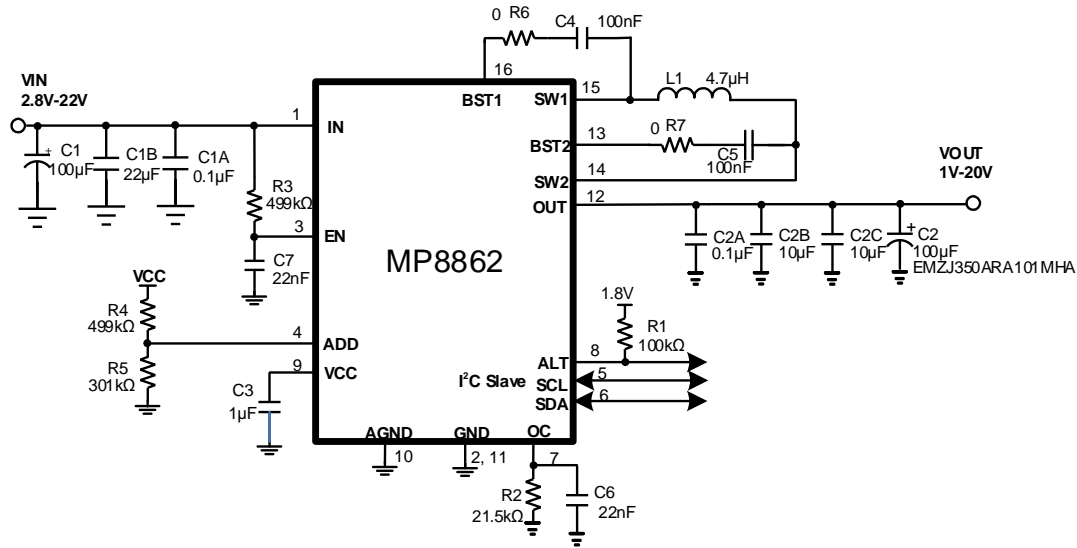 0 R6
C4
100nF
16
BST1
VIN
2.8V-22V
1
IN
+ C1
100µF
C1B
22µF
C1A
0.1µF
R3
499kΩ
3
EN
C7
22nF
VCC
R4
499kΩ
R5
301kΩ
4
ADD
9
VCC
C3
1µF
MP8862
SW1
15
L1
4.7µH
BST2
13
0 R7
C5
100nF
SW2
14
OUT
12
VOUT
1V-20V
C2A
0.1µF
C2B
10µF
C2C
10µF
+
C2
100µF
EMZJ350ARA101MHA
1.8V
R1
100kΩ
ALT
8
I²C Slave
SCL
5
SDA
6
AGND
10
GND
2, 11
OC
7
R2
21.5kΩ
C6
22nF